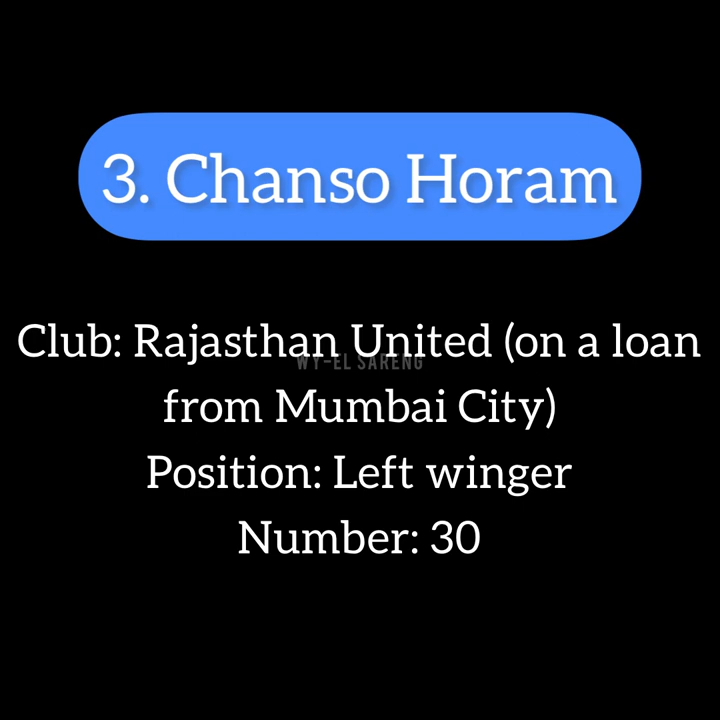 3. Chanso Horam
Club: Rajasthan United (on a loan
WY-EL SARENG
from Mumbai City)
Position: Left winger
Number: 30